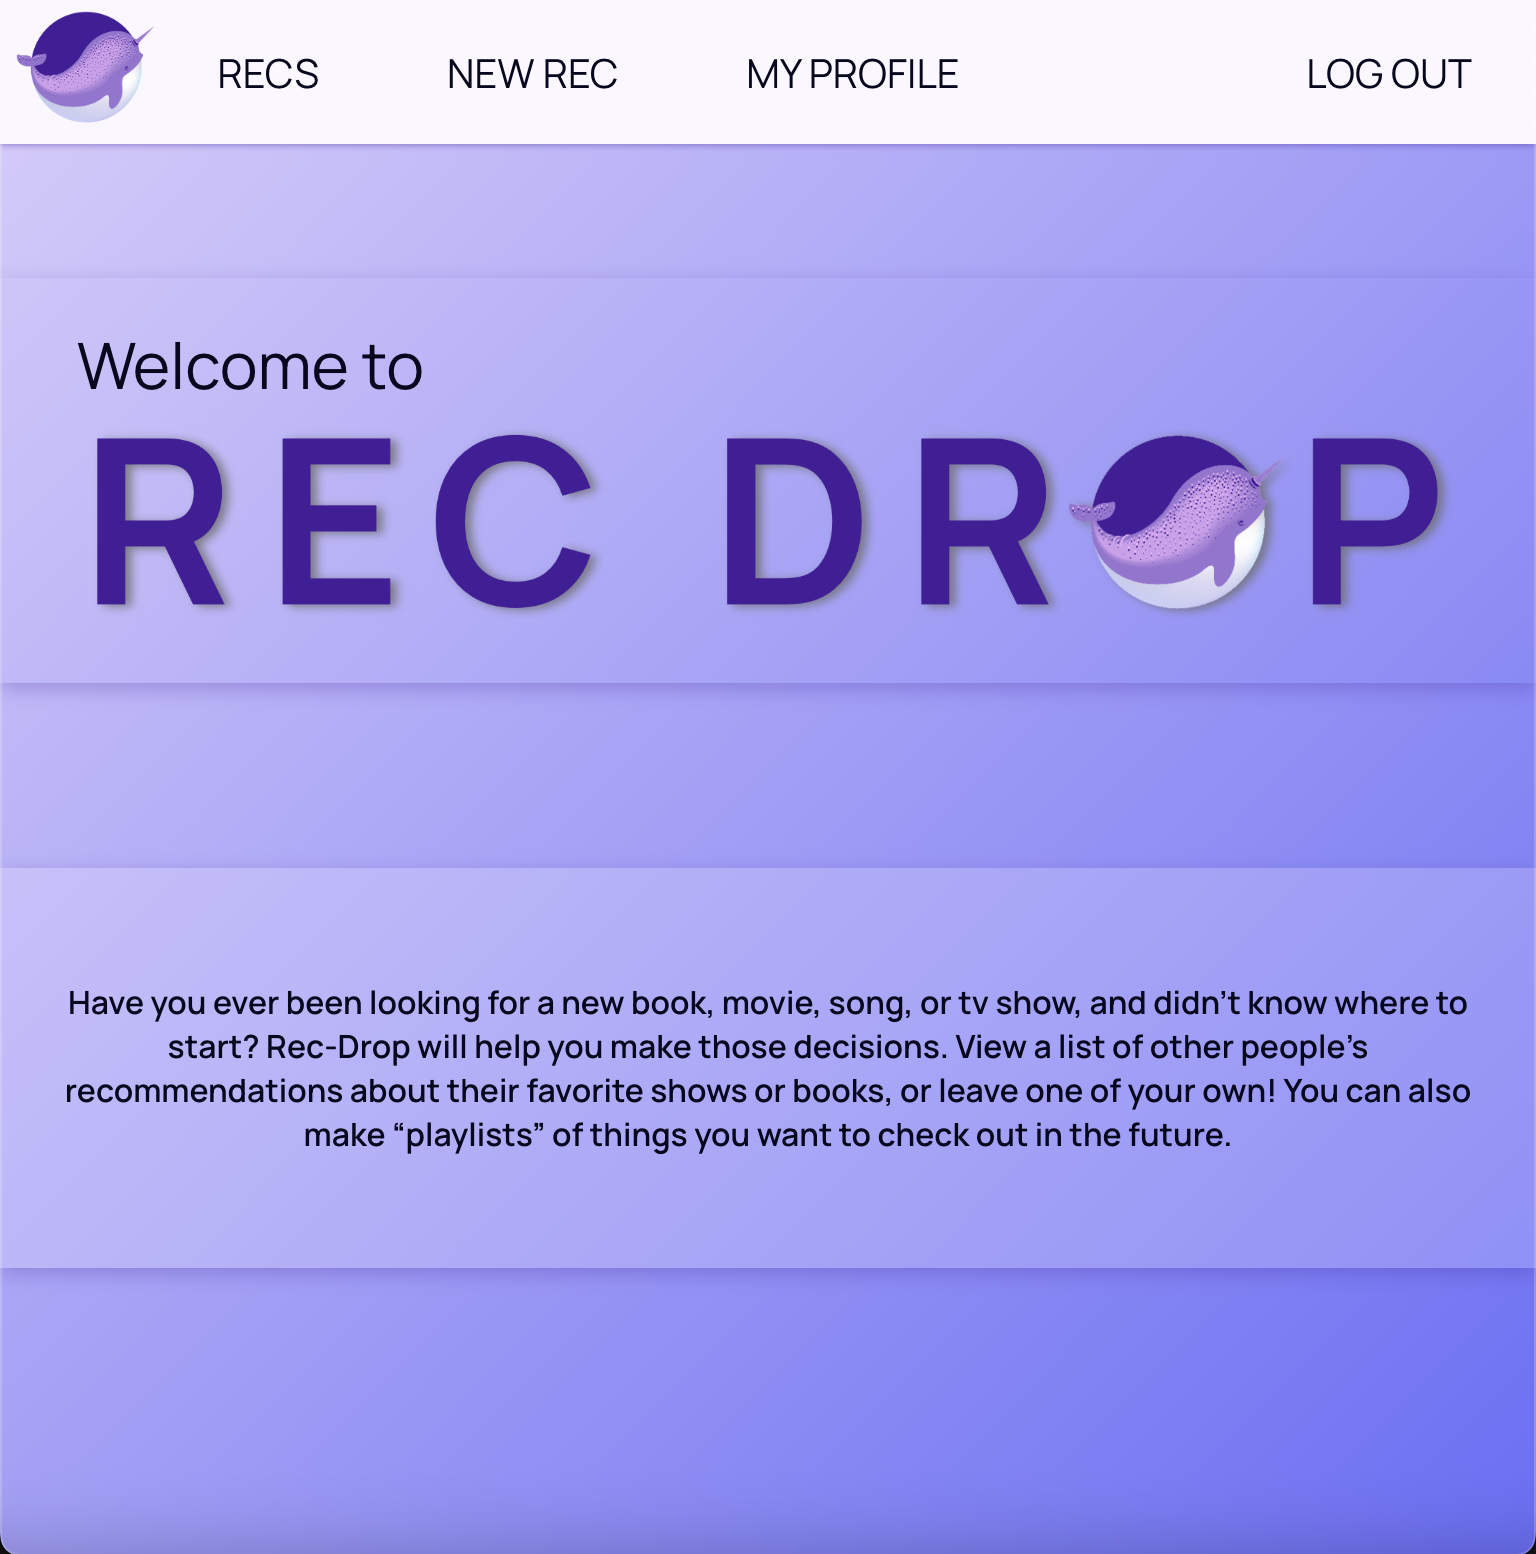 RECS NEW REC MY PROFILE LOG OUT
Welcome to
REC DROP
Have you ever been looking for a new book, movie, song, or tv show, and didn’t know where to
start? Rec-Drop will help you make those decisions. View a list of other people’s
recommendations about their favorite shows or books, or leave one of your own! You can also
make “playlists” of things you want to check out in the future.